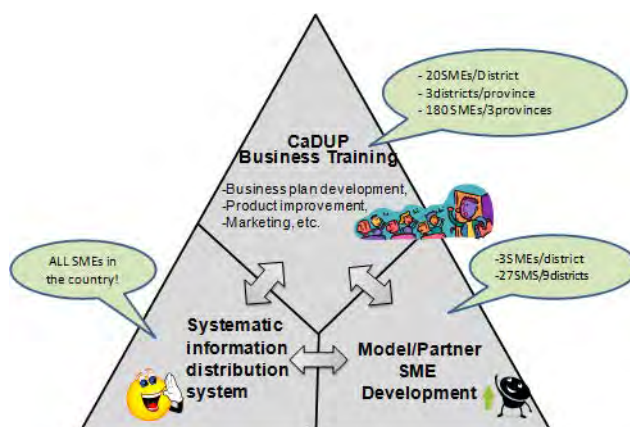 - 20SMEs/District
- 3districts/province
- 180SMEs/3provinces
CaDUP
Business Training
-Business plan development,
-Product improvement,
-Marketing, etc.
ALL SMEs in
the country!
-3SMEs/district
-27SMS/9districts
Systematic
information
distribution
system
Model/Partner
SME
Development